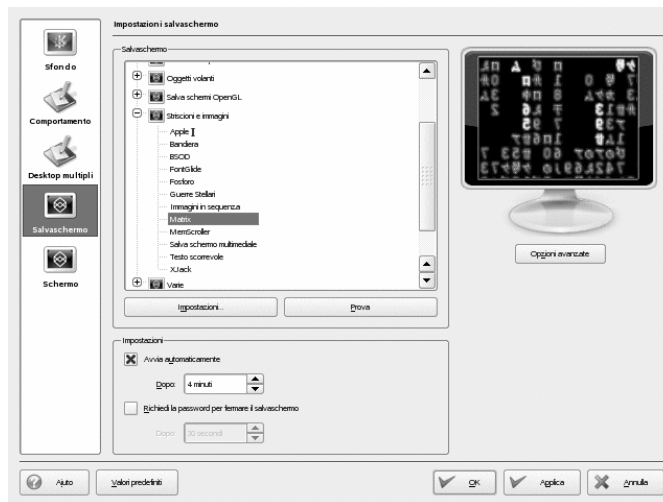 Impostazioni salvaschermo
Sfondo
Comportamento
Desktop multipli
Salvaschermo
Schermo
Salvaschermo
Oggetti volanti
Salva schermi OpenGL
Striscioni e immagini
Apple ][
Bandiera
BSOD
FontGlide
Fosforo
Guerre Stellari
Immagini in sequenza
Matrix
MemScroller
Salva schermo multimediale
Testo scorrevole
XJack
Varie
Impostazioni...
Prova
Opzioni avanzate
Impostazioni
Avvia automaticamente
Dopo: 4 minuti
Richiedi la password per fermare il salvaschermo
Dopo: 30 secondi
Aiuto
Valori predefiniti
OK
Applica
Annulla